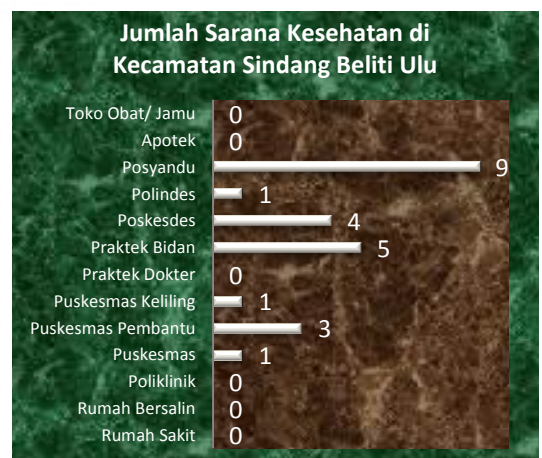 Jumlah Sarana Kesehatan di
Kecamatan Sindang Beliti Ulu
Toko Obat/ Jamu 0
Apotek 0
Posyandu 9
Polindes 1
Poskesdes 4
Praktek Bidan 5
Praktek Dokter 0
Puskesmas Keliling 1
Puskesmas Pembantu 3
Puskesmas 1
Poliklinik 0
Rumah Bersalin 0
Rumah Sakit 0